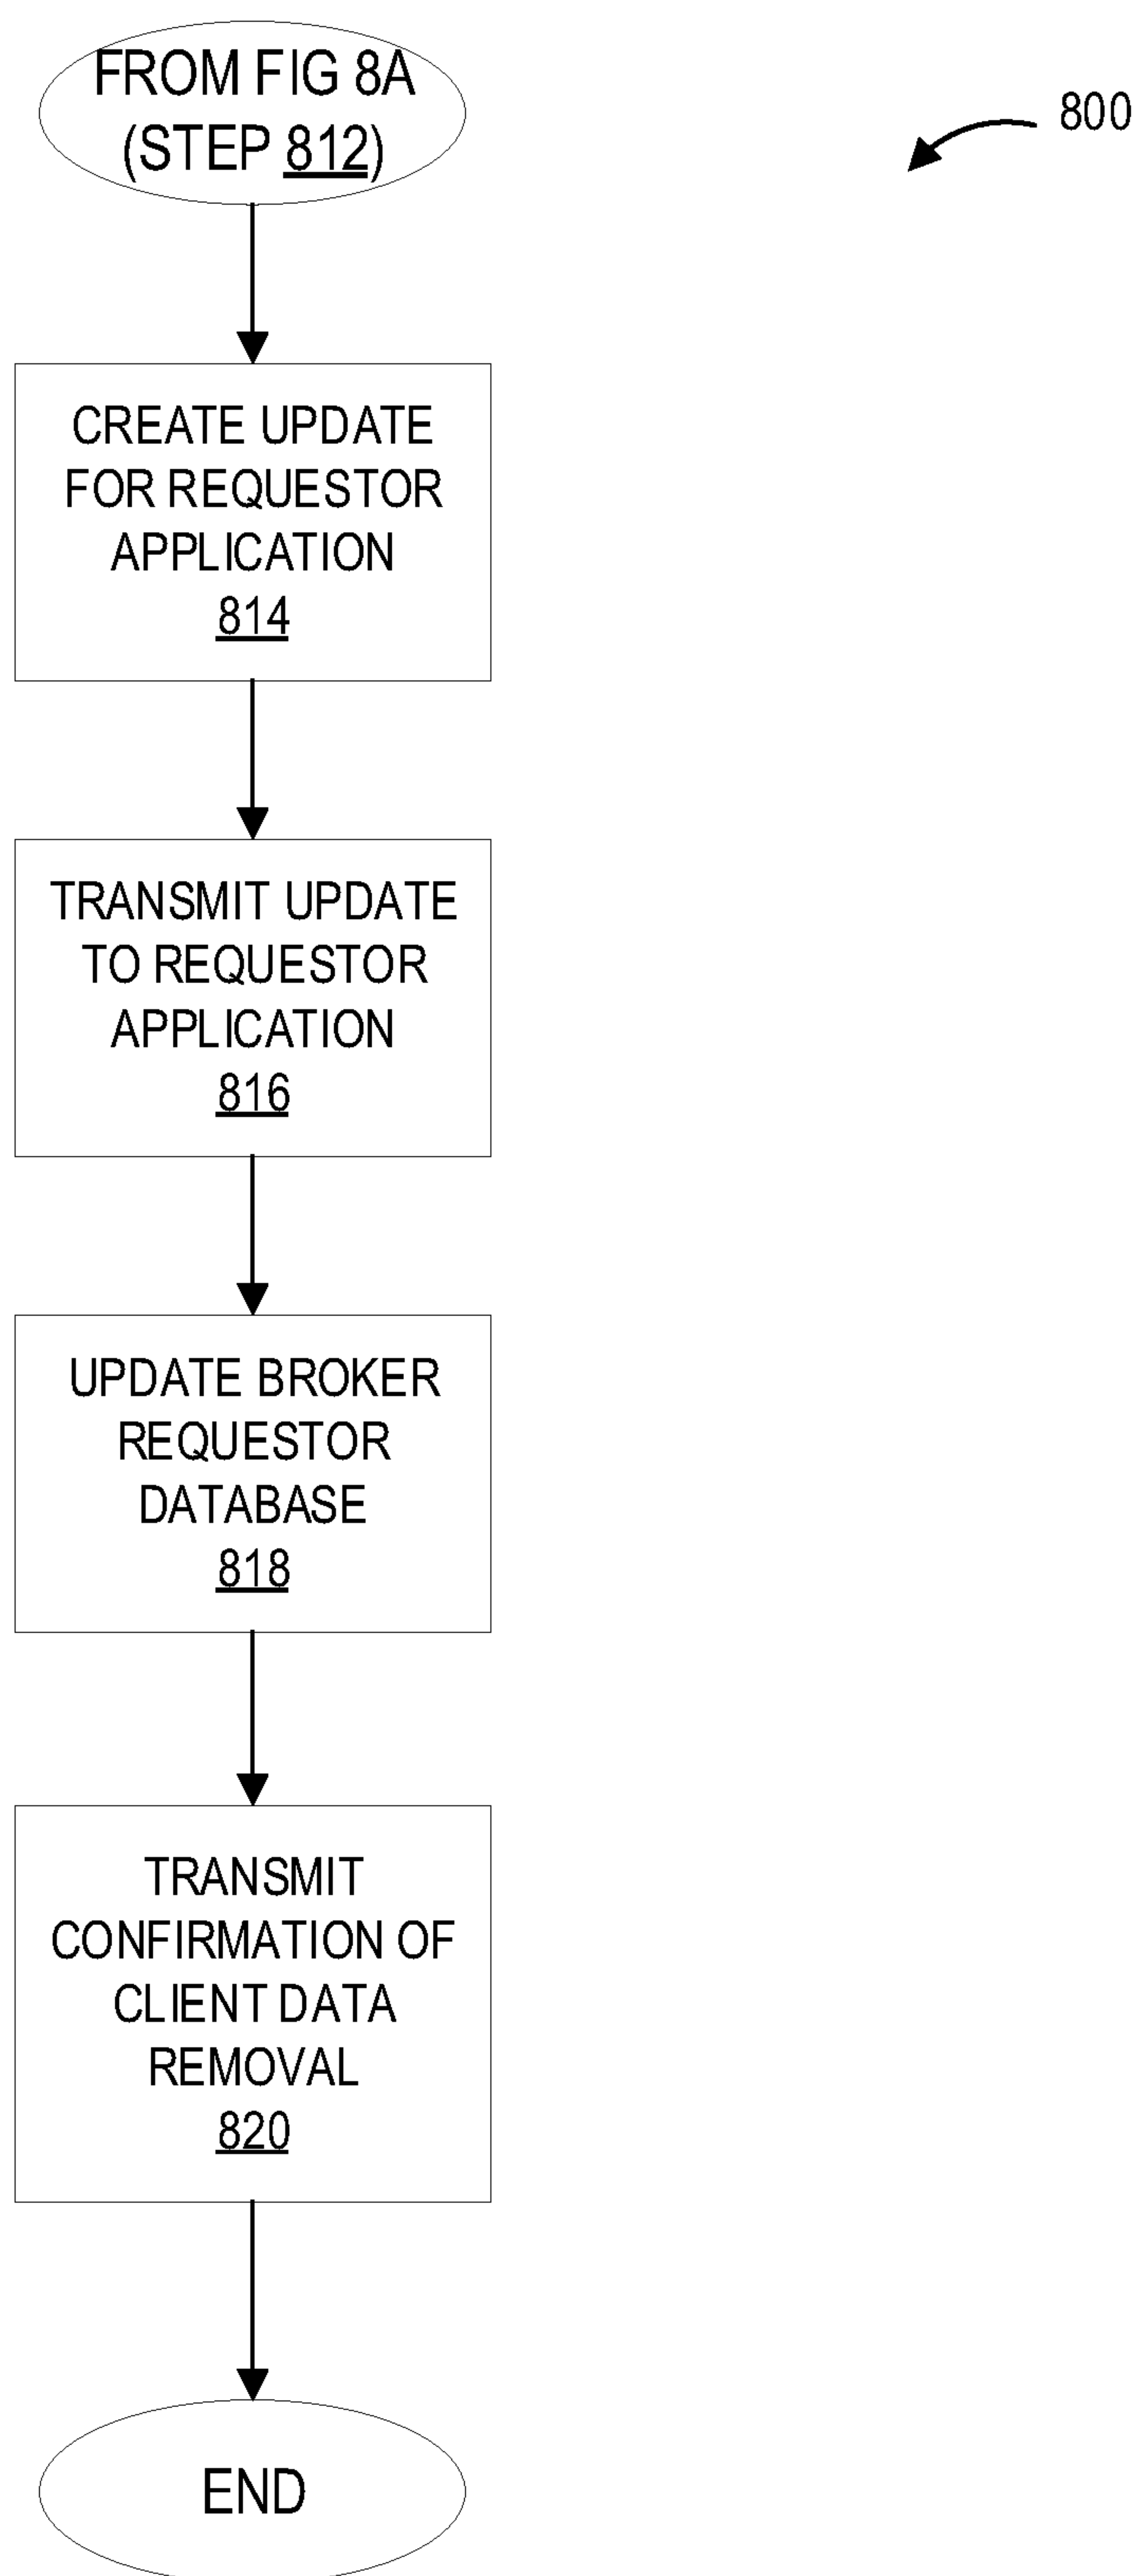 FROM FIG 8A
(STEP 812)
800
CREATE UPDATE
FOR REQUESTOR
APPLICATION
814
TRANSMIT UPDATE
TO REQUESTOR
APPLICATION
816
UPDATE BROKER
REQUESTOR
DATABASE
818
TRANSMIT
CONFIRMATION OF
CLIENT DATA
REMOVAL
820
END